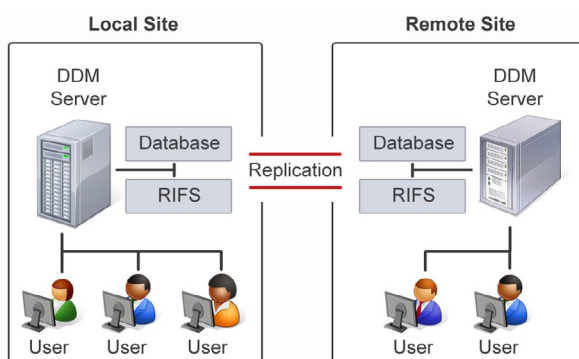 Local Site
DDM
Server
Database
RIFS
User
User
User
Replication
Remote Site
Database
RIFS
DDM
Server
User
User